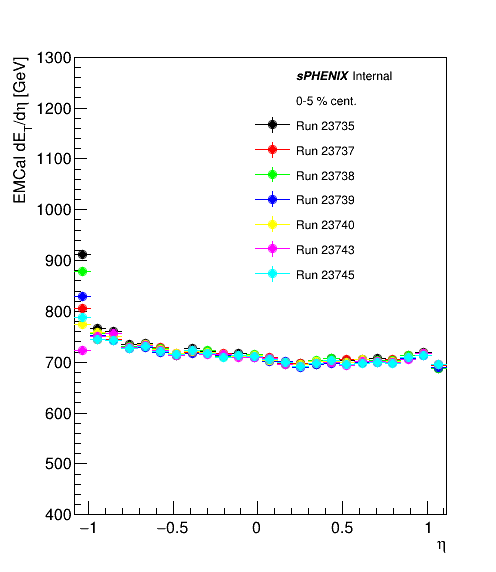 EMCal dE_T/dη [GeV]
1300
1200
1100
1000
900
800
700
600
500
400
sPHENIX Internal
0-5 % cent.
Run 23735
Run 23737
Run 23738
Run 23739
Run 23740
Run 23743
Run 23745
−1 −0.5 0 0.5 1
η